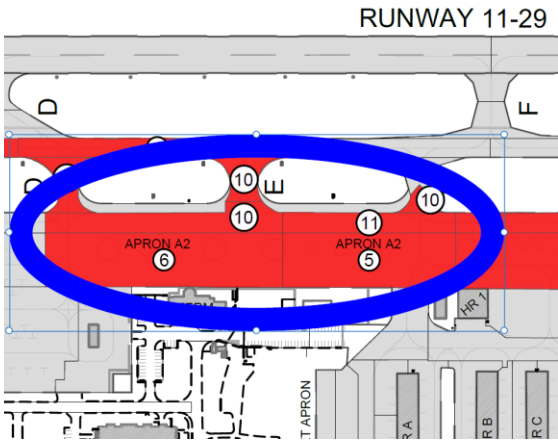 RUNWAY 11-29
D
F
D
10
E
10
10
11
APRON A2
APRON A2
6
5
HR 1
T APRON
R A
R B
R C